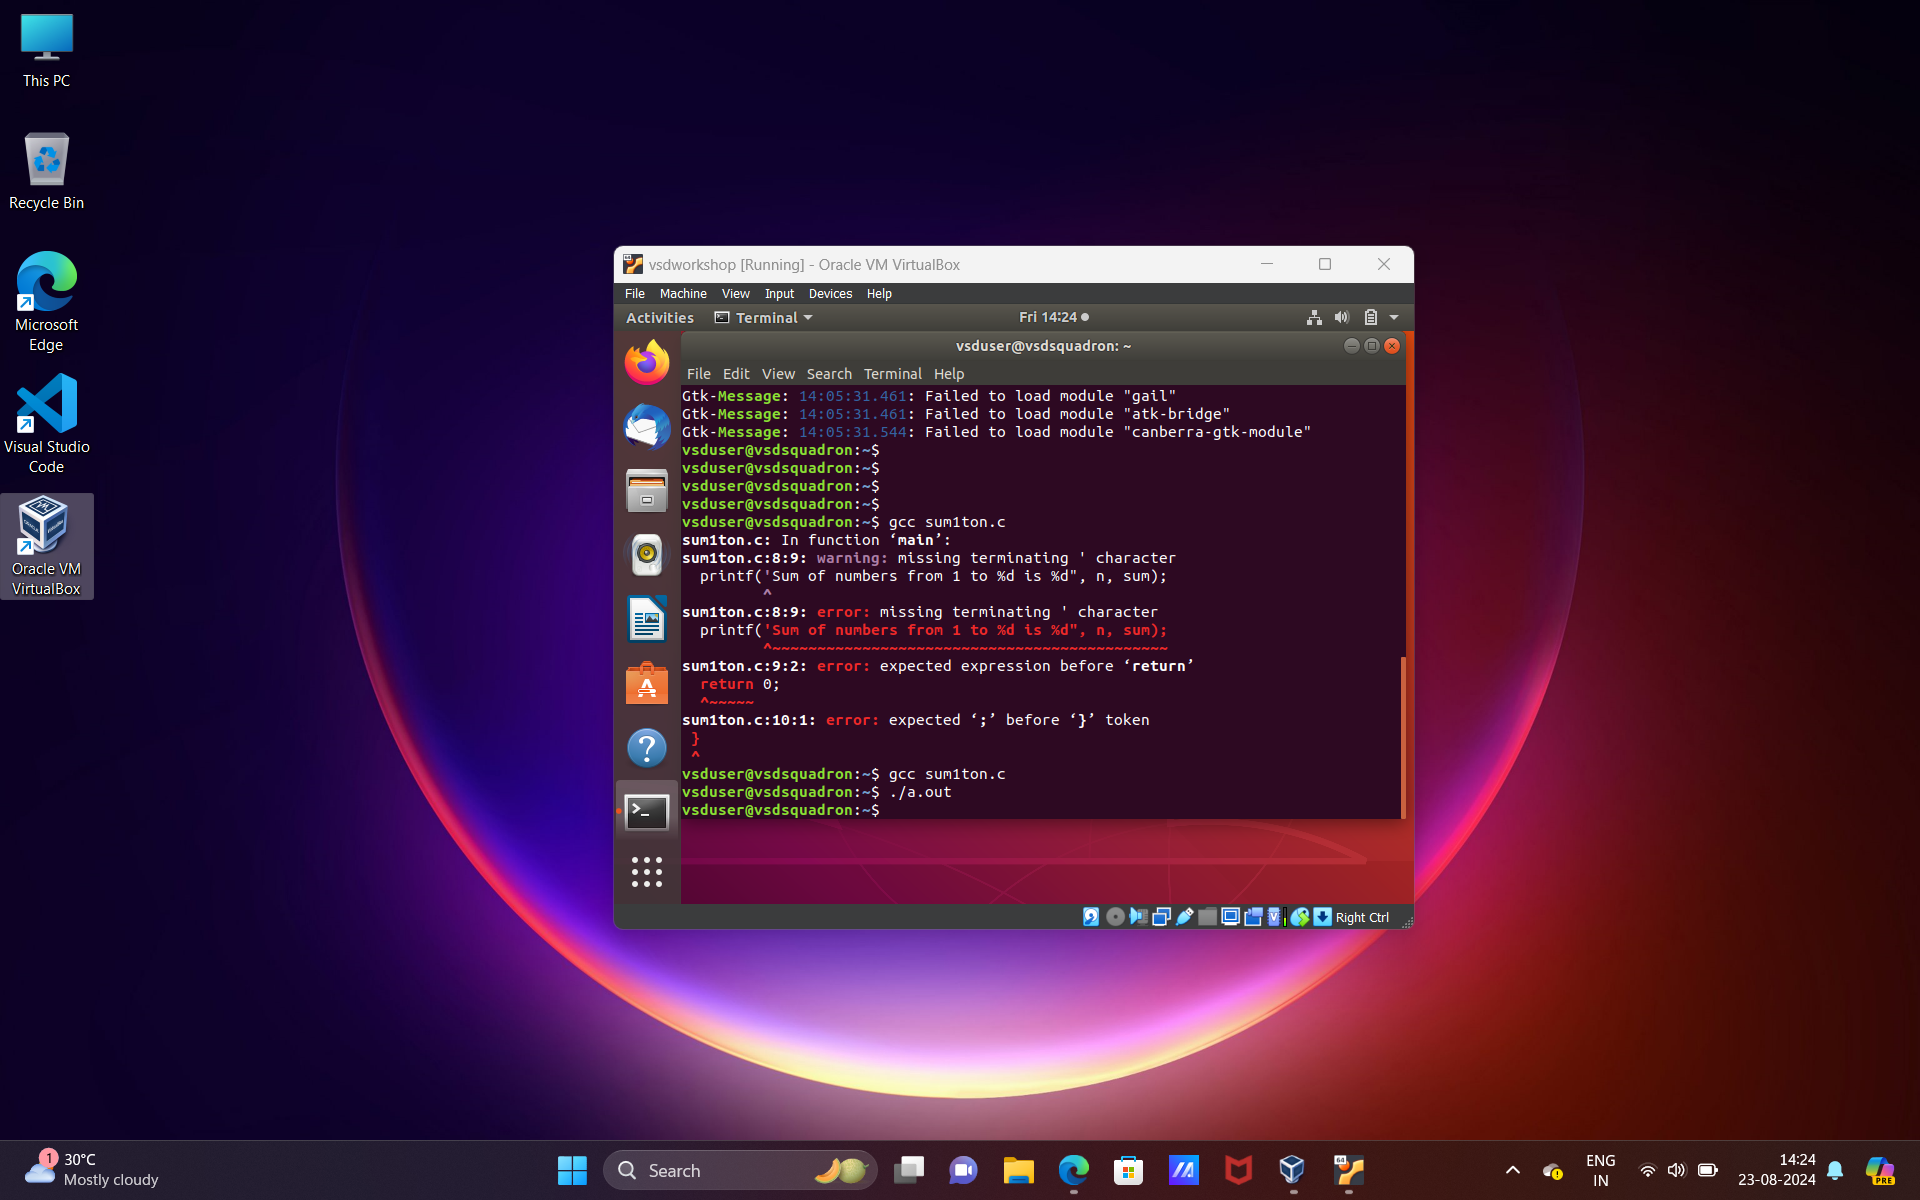 This PC
Recycle Bin
Microsoft
Edge
Visual Studio
Code
Oracle VM
VirtualBox
vsdworkshop [Running] - Oracle VM VirtualBox
File Machine View Input Devices Help
Activities Terminal Fri 14:24
vsduser@vsdsquadron: ~
File Edit View Search Terminal Help
Gtk-Message: 14:05:31.461: Failed to load module "gail"
Gtk-Message: 14:05:31.461: Failed to load module "atk-bridge"
Gtk-Message: 14:05:31.544: Failed to load module "canberra-gtk-module"
vsduser@vsdsquadron:~$
vsduser@vsdsquadron:~$
vsduser@vsdsquadron:~$
vsduser@vsdsquadron:~$
vsduser@vsdsquadron:~$ gcc sum1ton.c
sum1ton.c: In function ‘main’:
sum1ton.c:8:9: warning: missing terminating ' character
printf('Sum of numbers from 1 to %d is %d", n, sum);
^
sum1ton.c:8:9: error: missing terminating ' character
printf('Sum of numbers from 1 to %d is %d", n, sum);
^~~~~~~~~~~~~~~~~~~~~~~~~~~~~~~~~~~~~~~~~~~~
sum1ton.c:9:2: error: expected expression before ‘return’
return 0;
^~~~~~
sum1ton.c:10:1: error: expected ‘;’ before ‘}’ token
}
^
vsduser@vsdsquadron:~$ gcc sum1ton.c
vsduser@vsdsquadron:~$ ./a.out
vsduser@vsdsquadron:~$
Right Ctrl
1
30°C
Mostly cloudy
Search
64
ENG
IN
14:24
23-08-2024
PRE